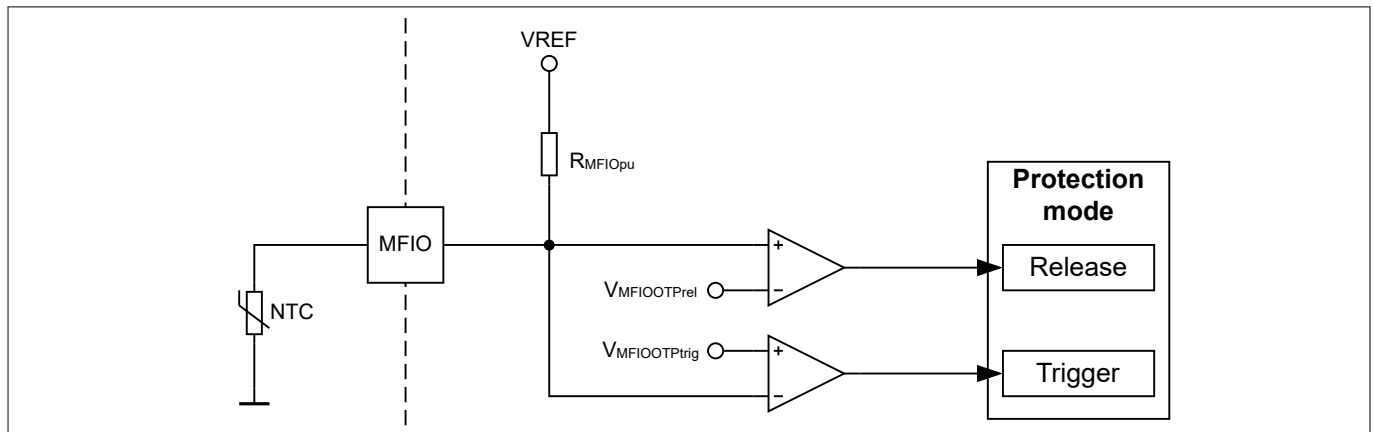 VREF
RMFIOpu
Protection
mode
MFIO
Release
VMFIOOTPrel
+
−
NTC
VMFIOOTPtrig
+
−
Trigger